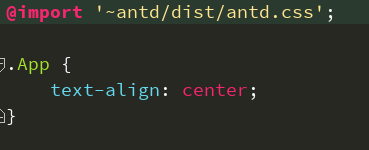 @import '~antd/dist/antd.css';
.App {
    text-align: center;
}